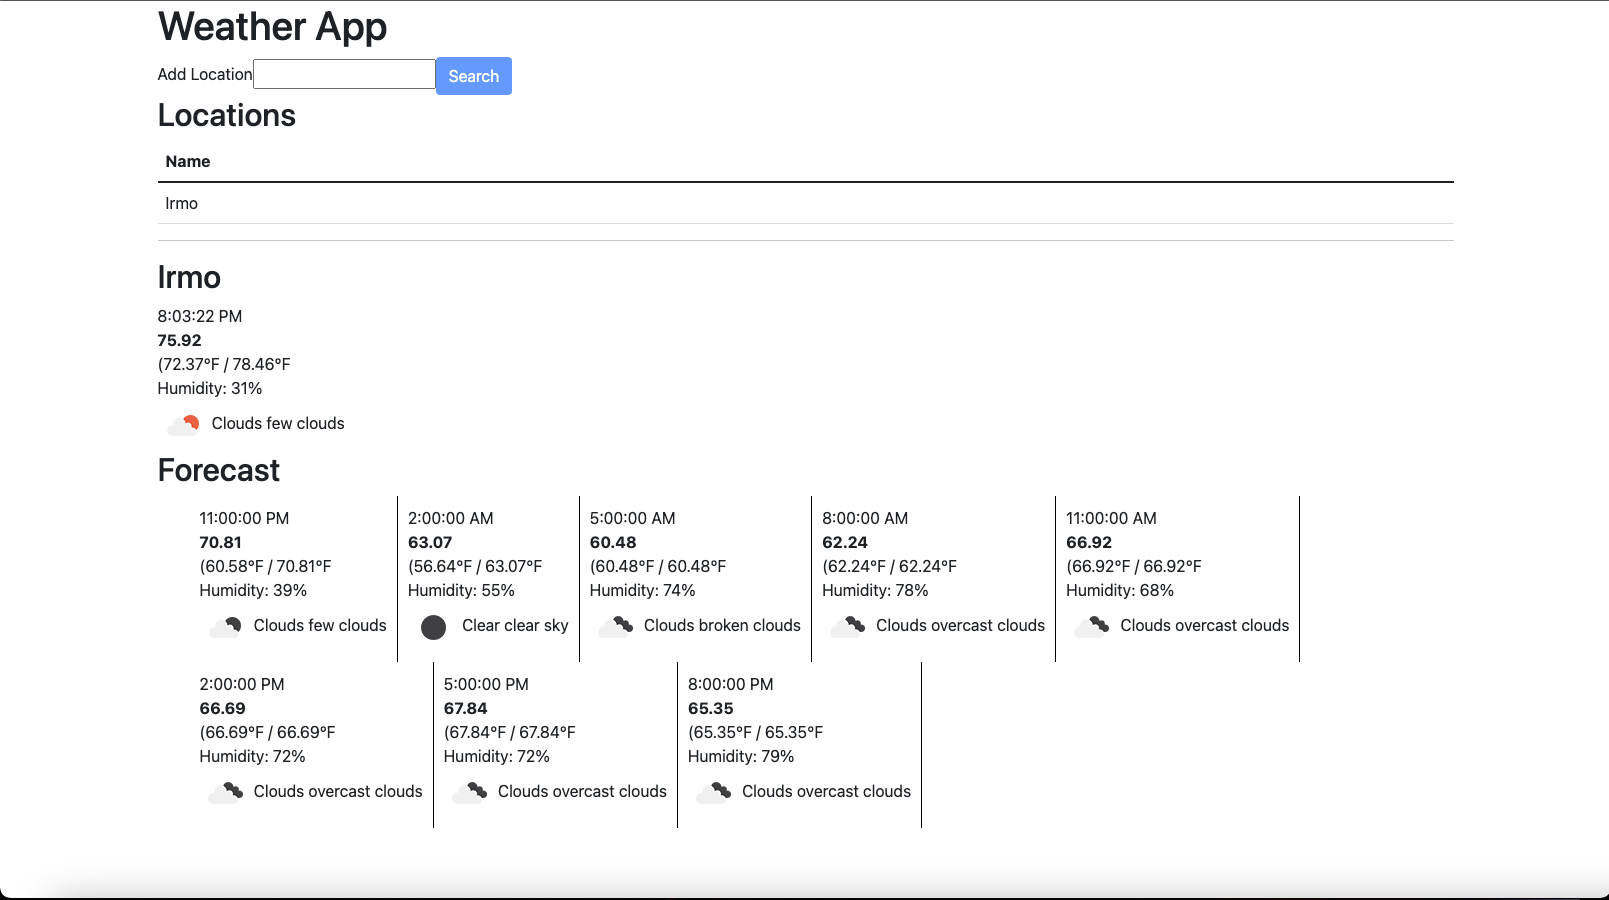 Weather App
Add Location Search
Locations
Name
Irmo
Irmo
8:03:22 PM
75.92
(72.37°F / 78.46°F
Humidity: 31%
Clouds few clouds
Forecast
11:00:00 PM
70.81
(60.58°F / 70.81°F
Humidity: 39%
Clouds few clouds
2:00:00 AM
63.07
(56.64°F / 63.07°F
Humidity: 55%
Clear clear sky
5:00:00 AM
60.48
(60.48°F / 60.48°F
Humidity: 74%
Clouds broken clouds
8:00:00 AM
62.24
(62.24°F / 62.24°F
Humidity: 78%
Clouds overcast clouds
11:00:00 AM
66.92
(66.92°F / 66.92°F
Humidity: 68%
Clouds overcast clouds
2:00:00 PM
66.69
(66.69°F / 66.69°F
Humidity: 72%
Clouds overcast clouds
5:00:00 PM
67.84
(67.84°F / 67.84°F
Humidity: 72%
Clouds overcast clouds
8:00:00 PM
65.35
(65.35°F / 65.35°F
Humidity: 79%
Clouds overcast clouds